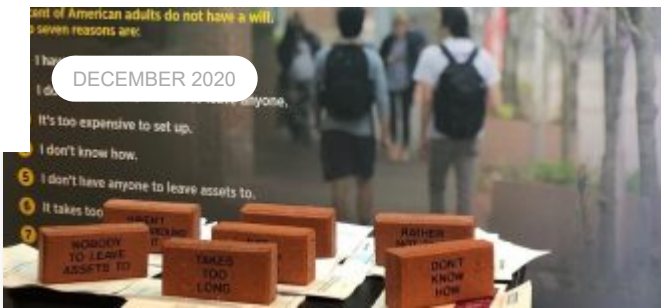 cent of American adults do not have a will.
seven reasons are:
I hav
DECEMBER 2020
I do
anyone,
It's too expensive to set up.
I don't know how.
5 I don't have anyone to leave assets to.
6 It takes too
7
NOBODY
TO LEAVE
ASSETS TO
TAKES
TOO
LONG
RATHER
DON'T
KNOW
HOW